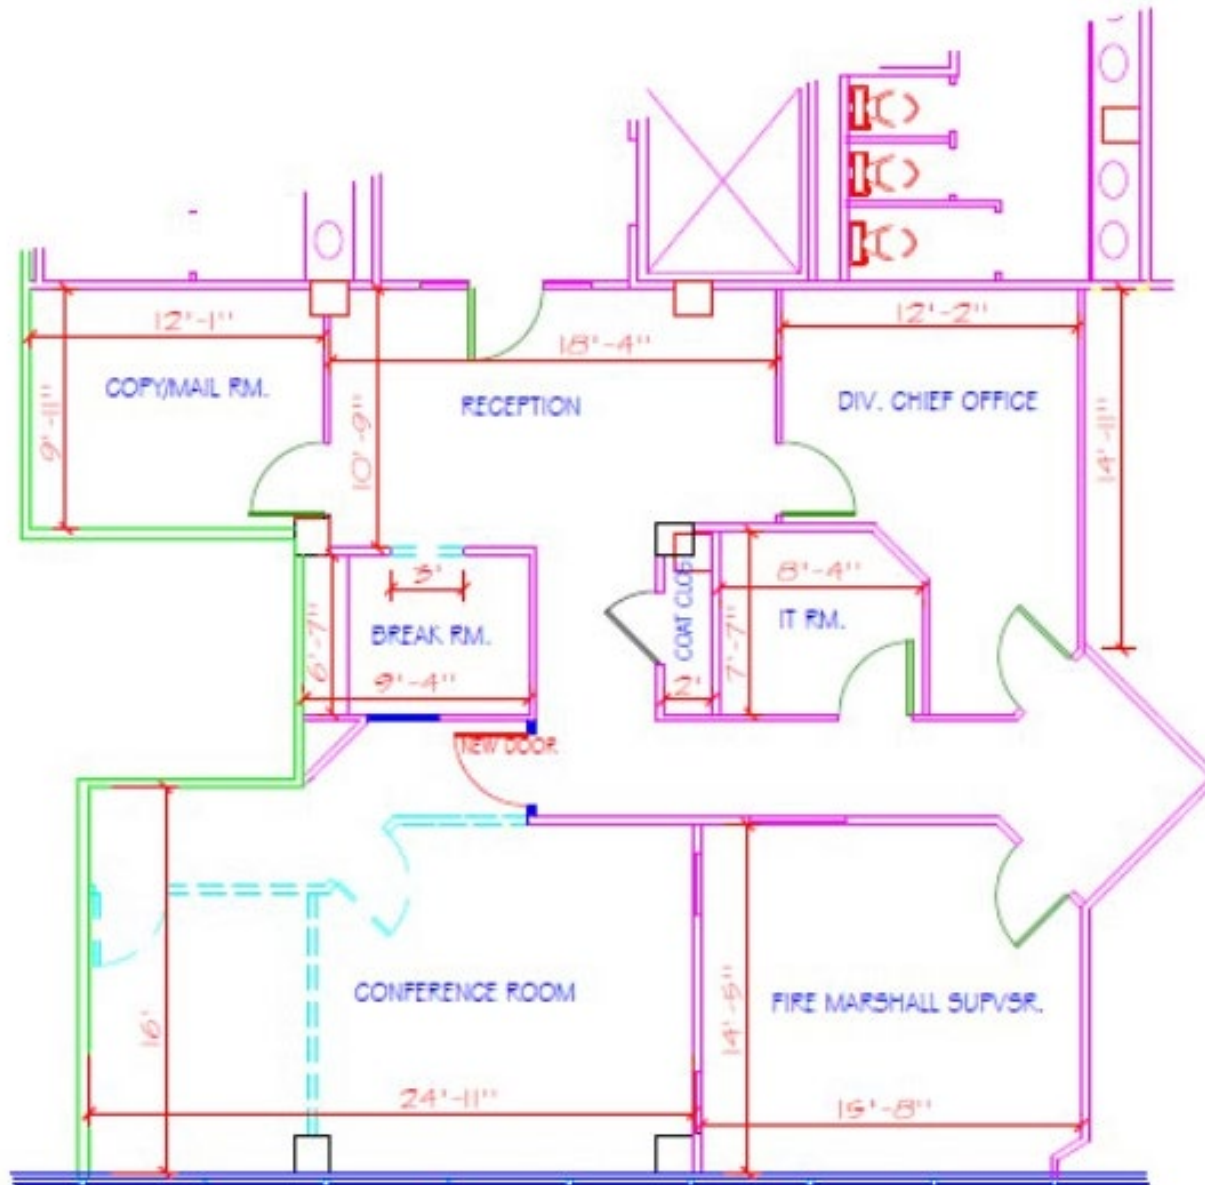 12'-1"
12'-2"
18'-4"
COPY/MAIL RM.
RECEPTION
DIV. CHIEF OFFICE
9'-11"
10'-9"
14'-11"
3'
8'-4"
COAT CLOS
IT RM.
BREAK RM.
6'-7"
7'-7"
9'-4"
2'
NEW DOOR
CONFERENCE ROOM
FIRE MARSHALL SUPVSR.
16'
14'-5"
24'-11"
15'-8"